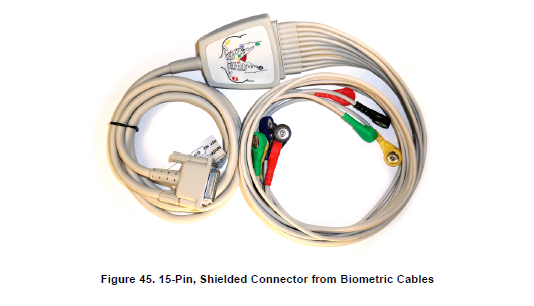 Figure 45. 15-Pin, Shielded Connector from Biometric Cables